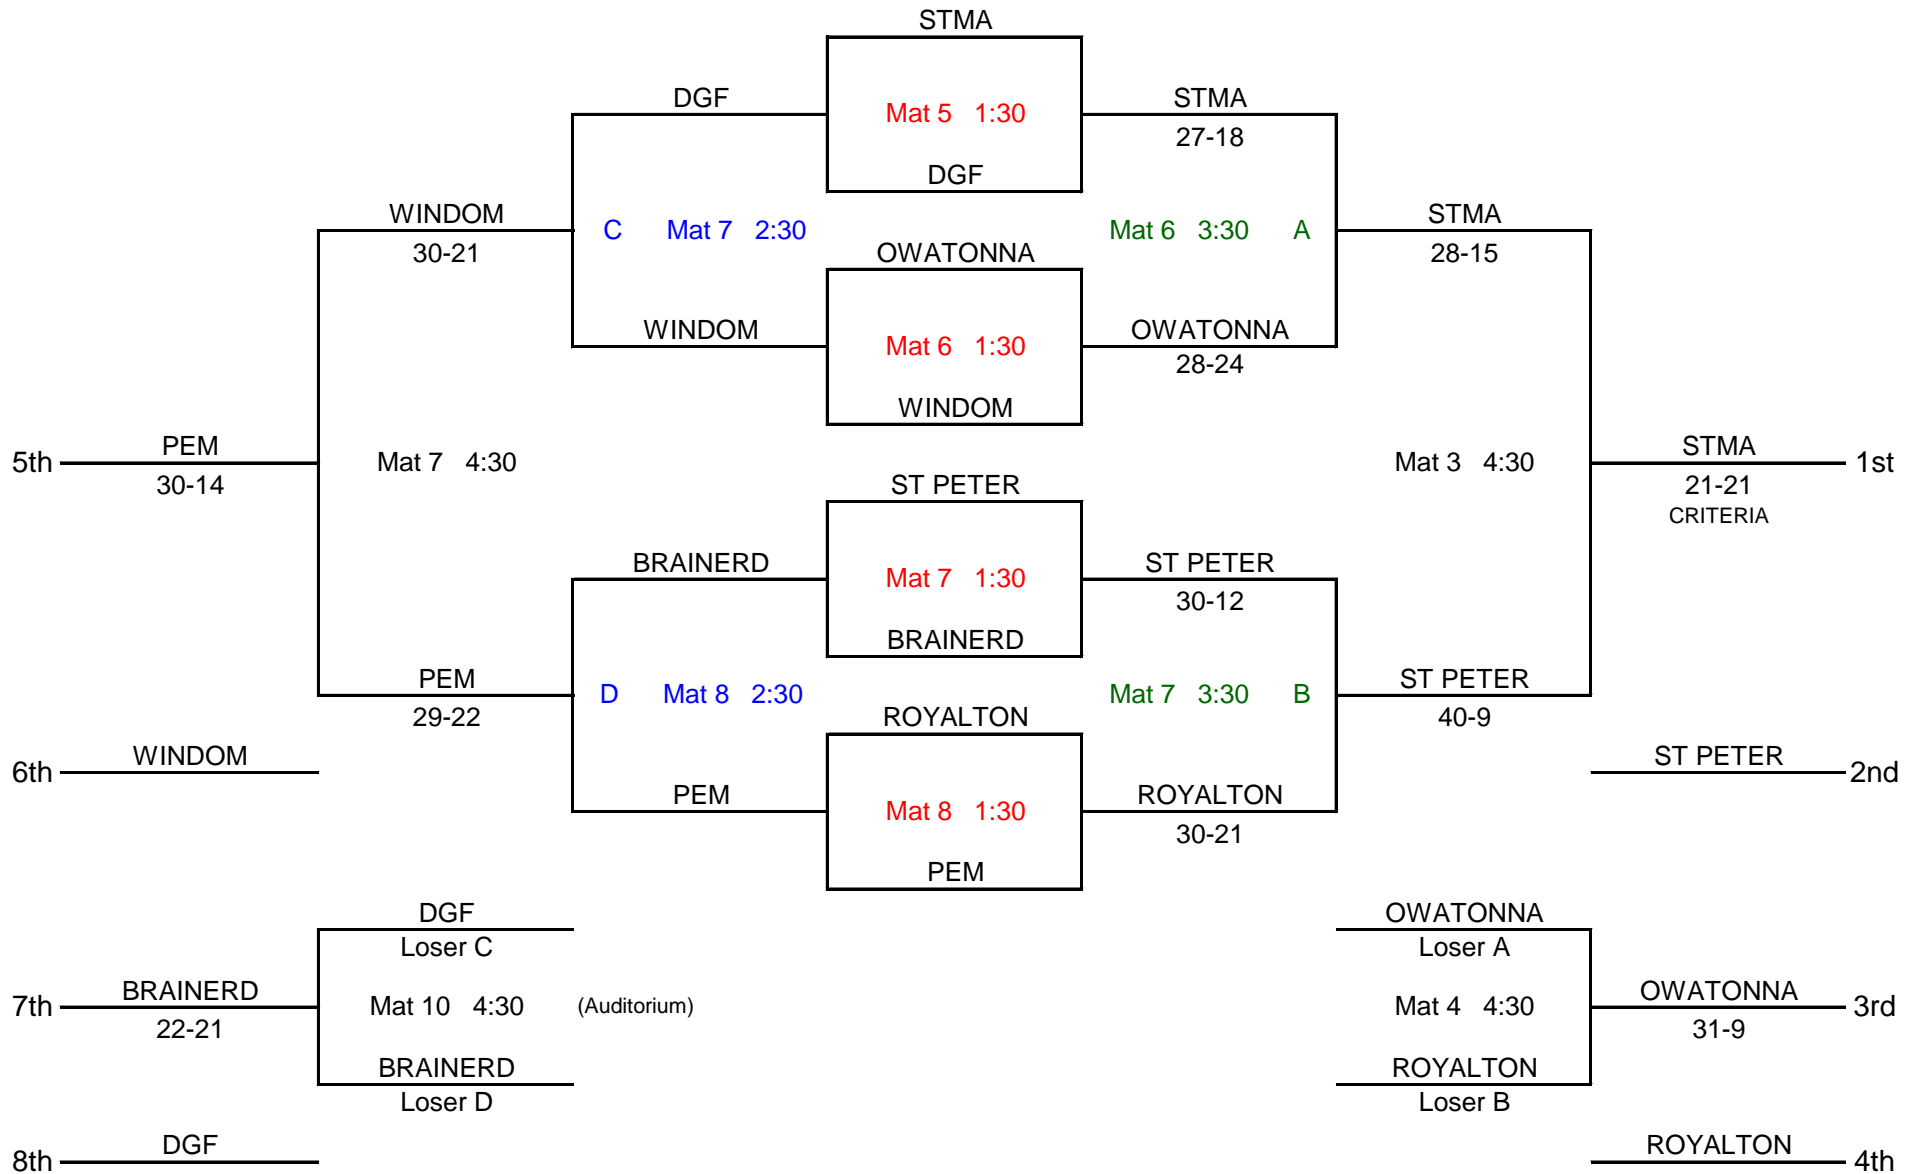 STMA
DGF
Mat 5 1:30
STMA
27-18
DGF
WINDOM
30-21
C Mat 7 2:30
Mat 6 3:30 A
STMA
28-15
OWATONNA
WINDOM
Mat 6 1:30
OWATONNA
28-24
WINDOM
5th
PEM
30-14
Mat 7 4:30
Mat 3 4:30
STMA
21-21
CRITERIA
1st
ST PETER
BRAINERD
Mat 7 1:30
ST PETER
30-12
BRAINERD
PEM
29-22
D Mat 8 2:30
Mat 7 3:30 B
ST PETER
40-9
ROYALTON
6th
WINDOM
ST PETER
2nd
PEM
Mat 8 1:30
ROYALTON
30-21
PEM
DGF
Loser C
OWATONNA
Loser A
7th
BRAINERD
22-21
Mat 10 4:30 (Auditorium)
Mat 4 4:30
OWATONNA
31-9
3rd
BRAINERD
Loser D
ROYALTON
Loser B
8th
DGF
ROYALTON
4th